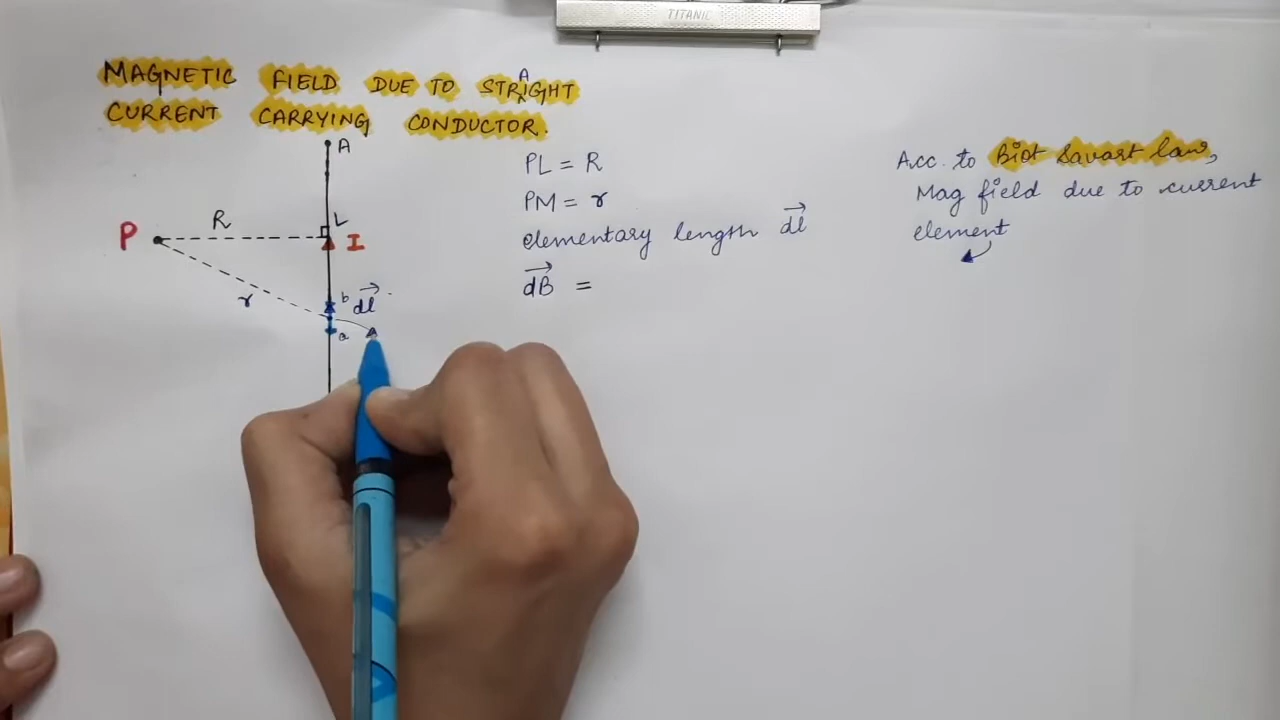 TITANIC
MAGNETIC FIELD DUE TO STRAIGHT
CURRENT CARRYING CONDUCTOR.
A
PL = R
PM = r
elementary length dl
dB =
Acc. to Biot Savart law,
Mag field due to current
element
R
L
P
I
r
b dl
a